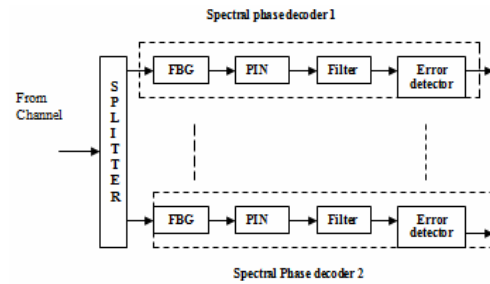 Spectral phase decoder 1
FBG
PIN
Filter
Error
detector
From
Channel
SPLITTER
FBG
PIN
Filter
Error
detector
Spectral Phase decoder 2